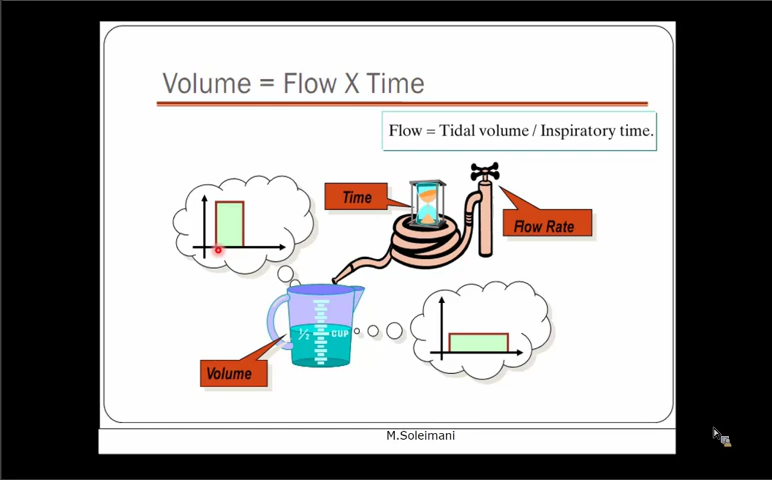 Volume = Flow X Time
Flow = Tidal volume / Inspiratory time.
Time
Flow Rate
1/2 CUP
Volume
M.Soleimani